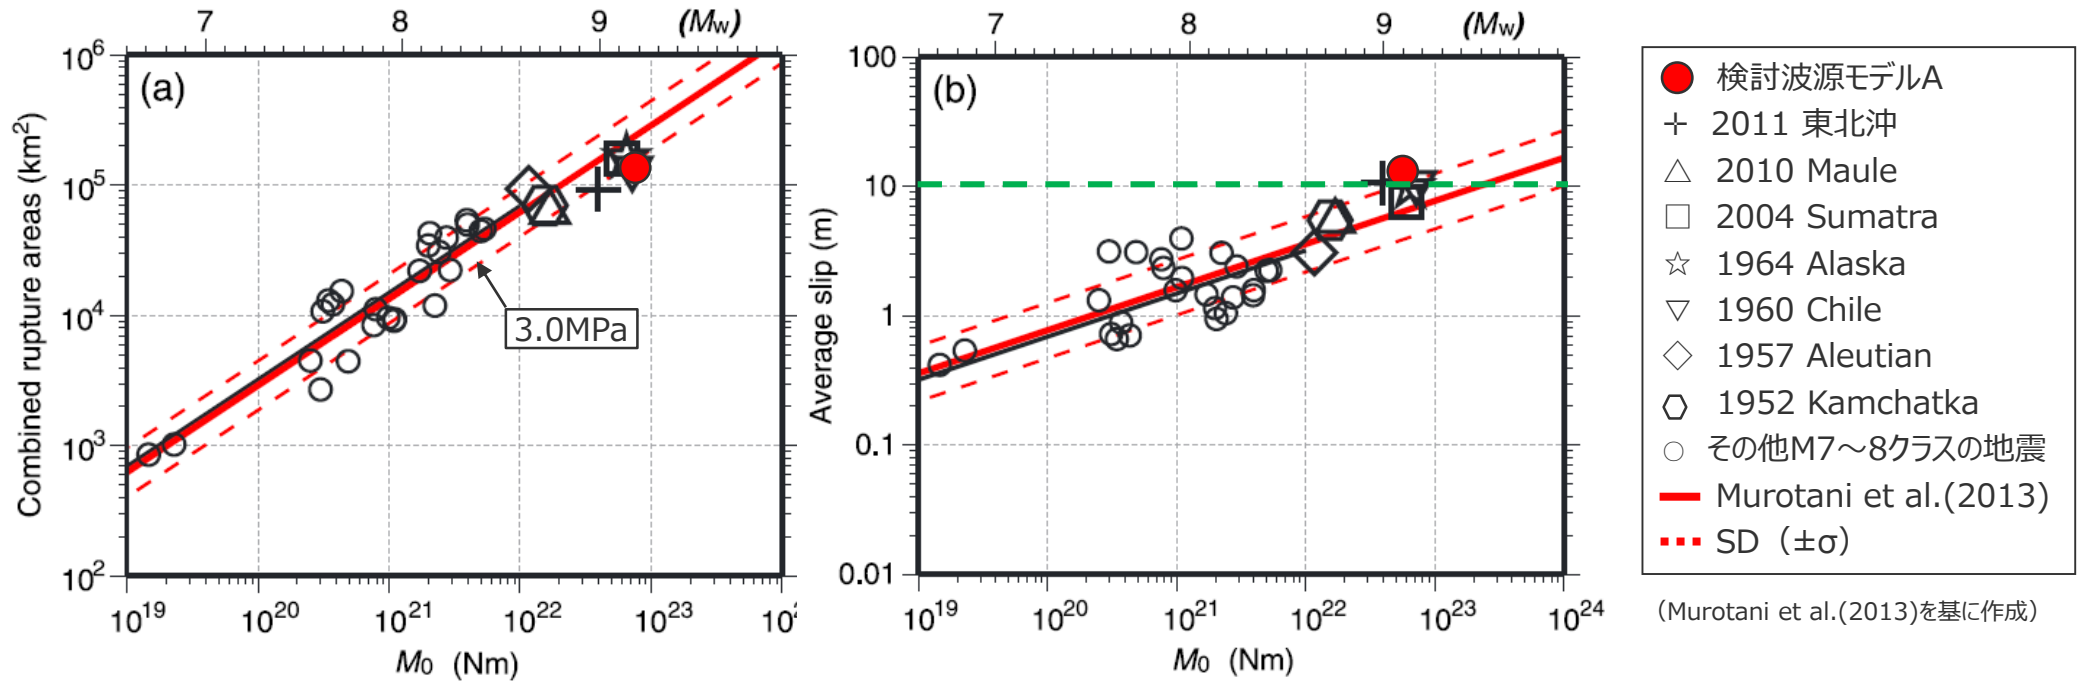 7 8 9 (Mw)
(a)
10⁶
10⁵
10⁴
10³
10²
Combined rupture areas (km²)
3.0MPa
10¹⁹ 10²⁰ 10²¹ 10²² 10²³
M₀ (Nm)
7 8 9 (Mw)
(b)
100
10
1
0.1
0.01
Average slip (m)
10¹⁹ 10²⁰ 10²¹ 10²² 10²³ 10²⁴
M₀ (Nm)
検討波源モデルA
2011 東北沖
2010 Maule
2004 Sumatra
1964 Alaska
1960 Chile
1957 Aleutian
1952 Kamchatka
その他M7～8クラスの地震
Murotani et al.(2013)
SD（±σ）
（Murotani et al.(2013)を基に作成）